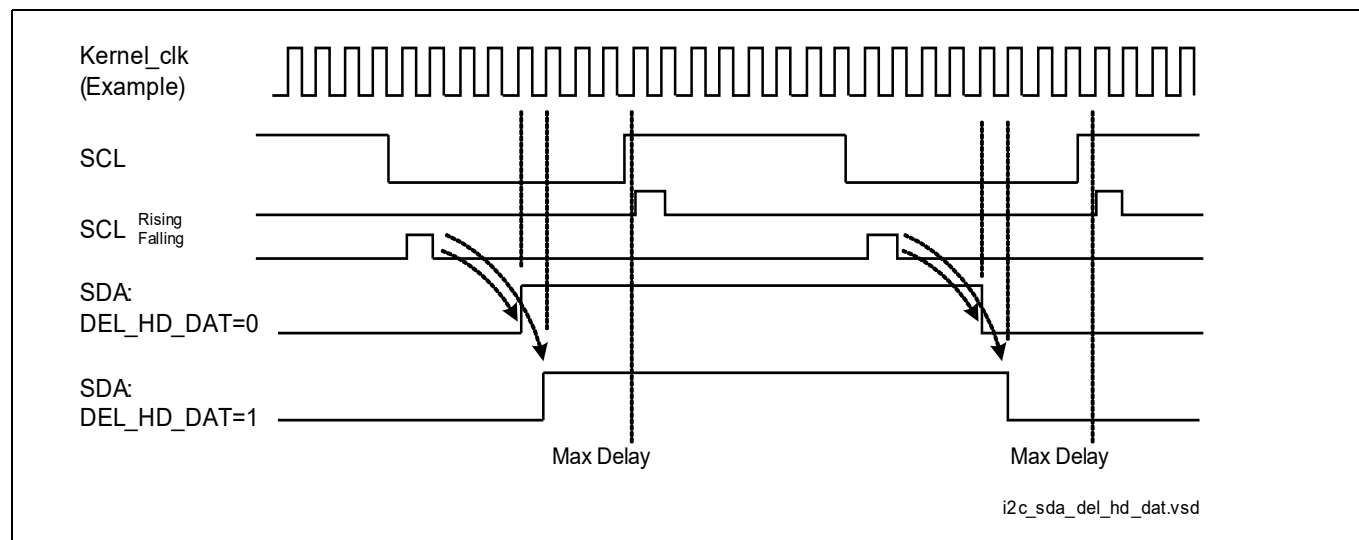 Kernel_clk
(Example)
SCL
SCL Rising
Falling
SDA:
DEL_HD_DAT=0
SDA:
DEL_HD_DAT=1
Max Delay Max Delay
i2c_sda_del_hd_dat.vsd